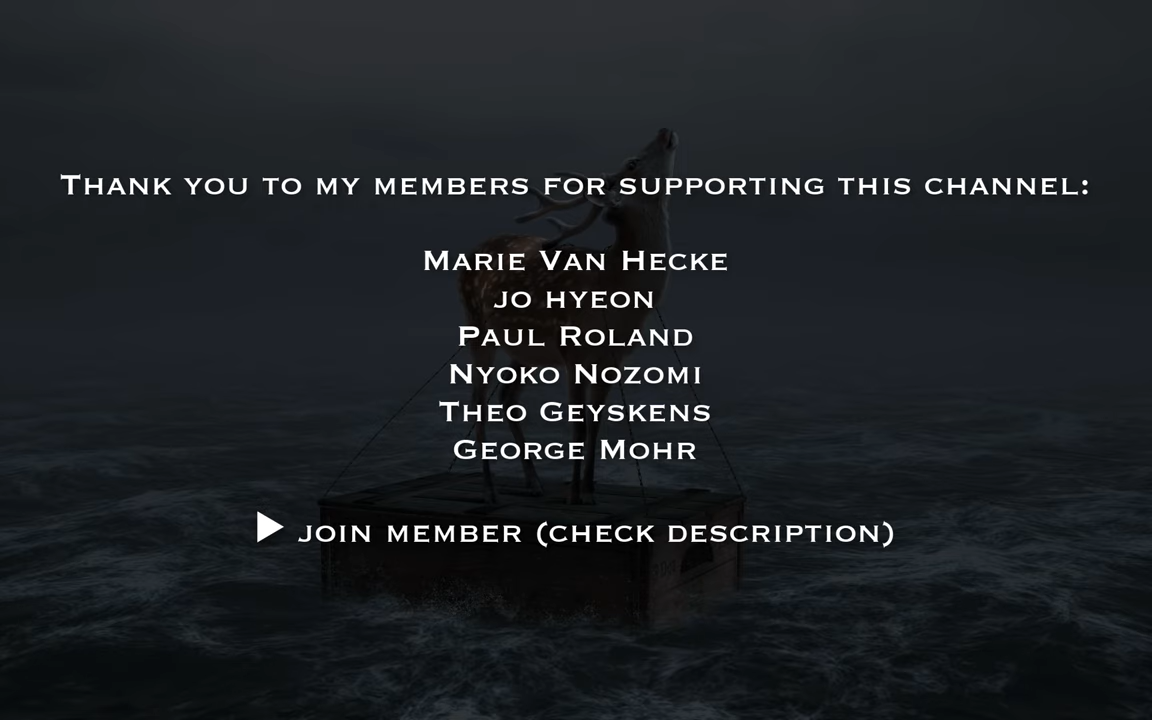 Thank you to my members for supporting this channel:
Marie Van Hecke
jo hyeon
Paul Roland
Nyoko Nozomi
Theo Geyskens
George Mohr
▶ join member (check description)